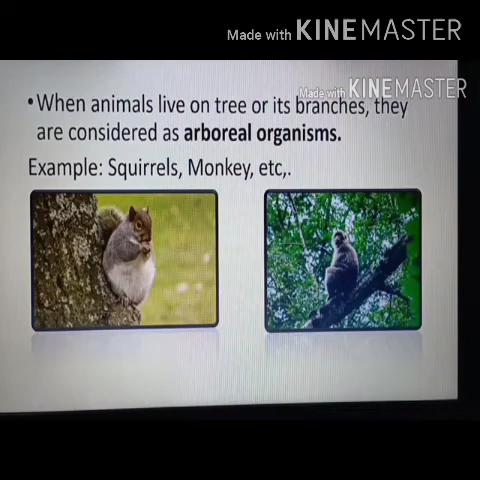 Made with KINEMASTER
Made with KINEMASTER
•When animals live on tree or its branches, they
are considered as arboreal organisms.
Example: Squirrels, Monkey, etc,.